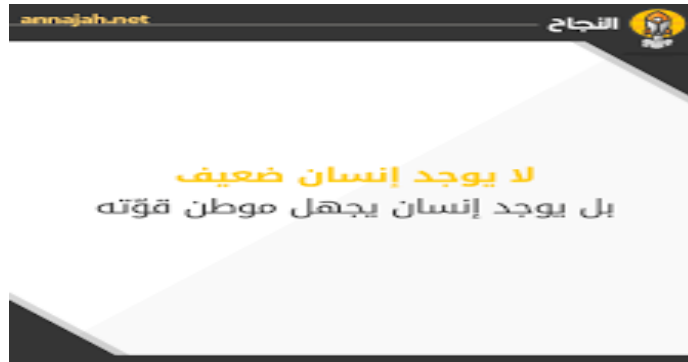 annajah.net
النجاح
لا يوجد إنسان ضعيف
بل يوجد إنسان يجهل موطن قوّته